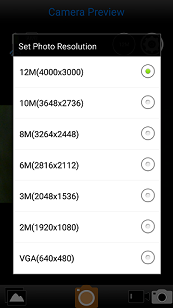 Camera Preview
Set Photo Resolution
12M(4000x3000)
10M(3648x2736)
8M(3264x2448)
6M(2816x2112)
3M(2048x1536)
2M(1920x1080)
VGA(640x480)